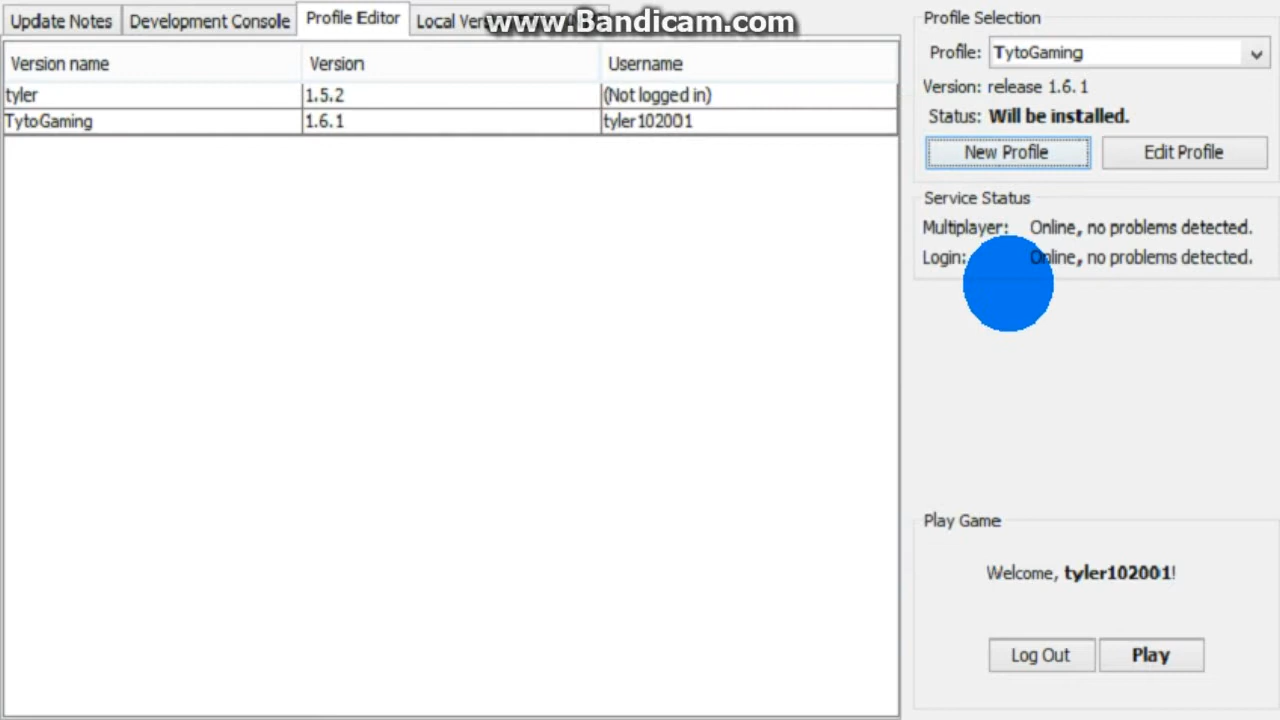 www.Bandicam.com
Update Notes Development Console Profile Editor Local Ver
Version name Version Username
tyler 1.5.2 (Not logged in)
TytoGaming 1.6.1 tyler102001
Profile Selection
Profile: TytoGaming
Version: release 1.6.1
Status: Will be installed.
New Profile Edit Profile
Service Status
Multiplayer: Online, no problems detected.
Login: Online, no problems detected.
Play Game
Welcome, tyler102001!
Log Out Play